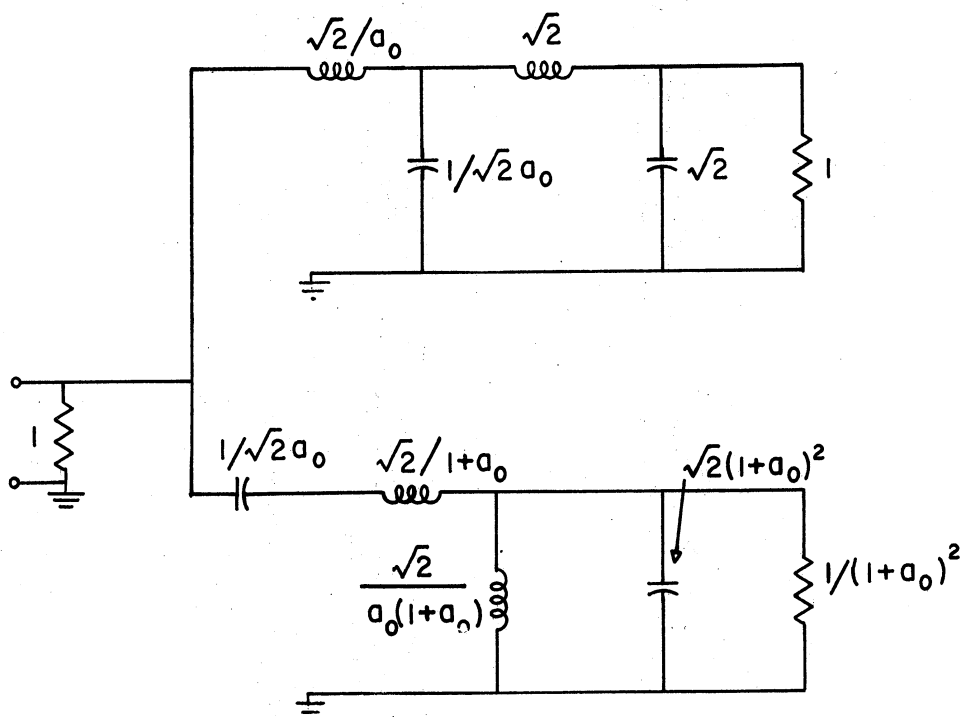 √2/a₀
√2
1/√2 a₀
√2
1
1
1/√2 a₀
√2/1+a₀
√2(1+a₀)²
√2
a₀(1+a₀)
1/(1+a₀)²